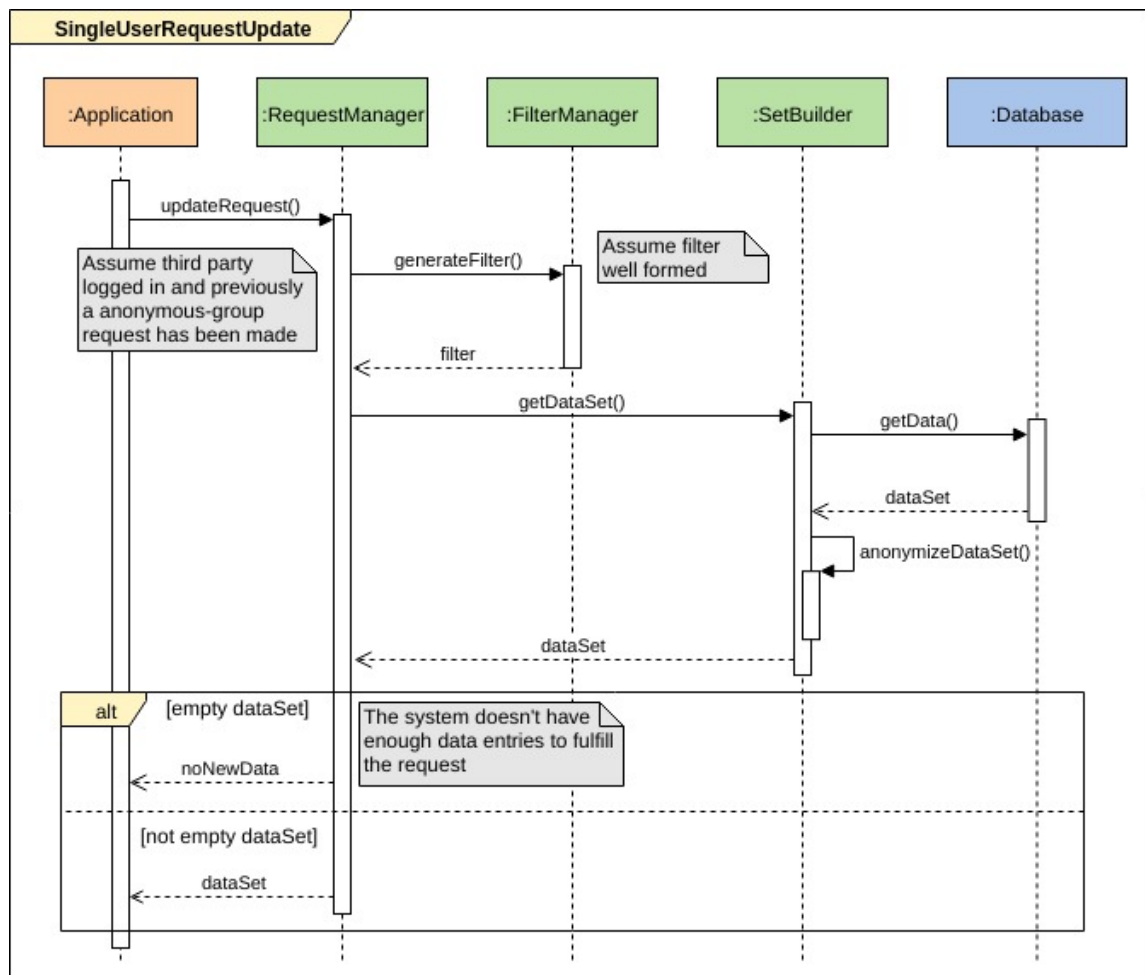 SingleUserRequestUpdate
:Application
:RequestManager
:FilterManager
:SetBuilder
:Database
updateRequest()
Assume third party
logged in and previously
a anonymous-group
request has been made
generateFilter()
Assume filter
well formed
filter
getDataSet()
getData()
dataSet
anonymizeDataSet()
dataSet
alt
[empty dataSet]
The system doesn't have
enough data entries to fulfill
the request
noNewData
[not empty dataSet]
dataSet